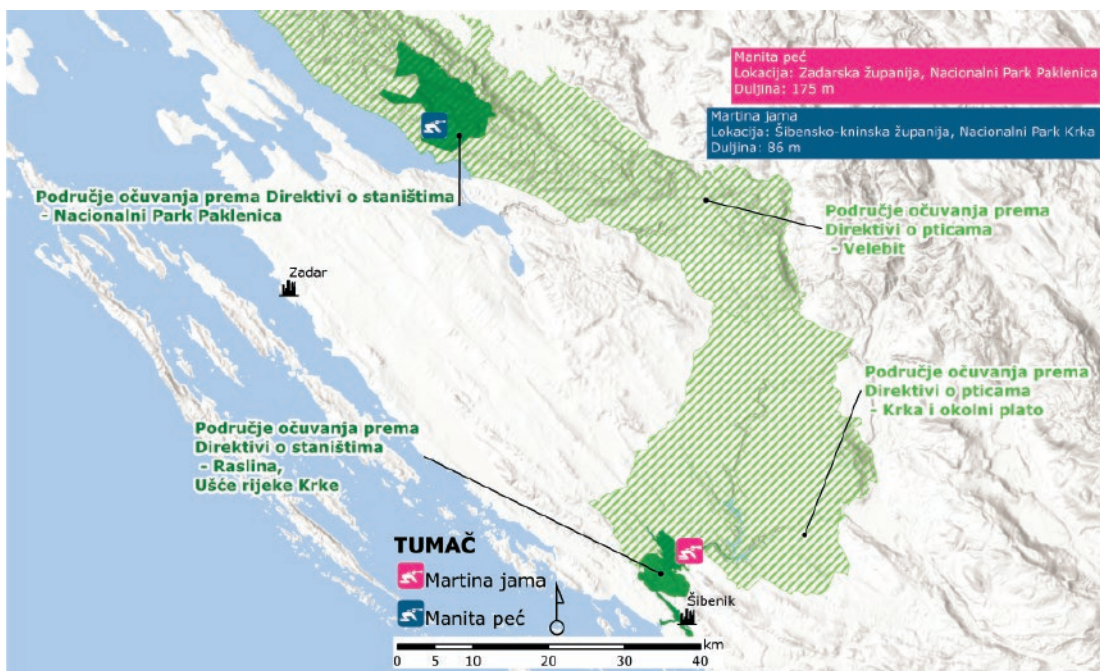 Manita peć
Lokacija: Zadarska županija, Nacionalni Park Paklenica
Duljina: 175 m
Martina jama
Lokacija: Šibensko-kninska županija, Nacionalni Park Krka
Duljina: 86 m
Područje očuvanja prema Direktivi o staništima
- Nacionalni Park Paklenica
Područje očuvanja prema
Direktivi o pticama
- Velebit
Zadar
Područje očuvanja prema
Direktivi o pticama
- Krka i okolni plato
Područje očuvanja prema
Direktivi o staništima
- Raslina,
Ušće rijeke Krke
TUMAČ
Martina jama
Manita peć
Šibenik
km
0 5 10 20 30 40